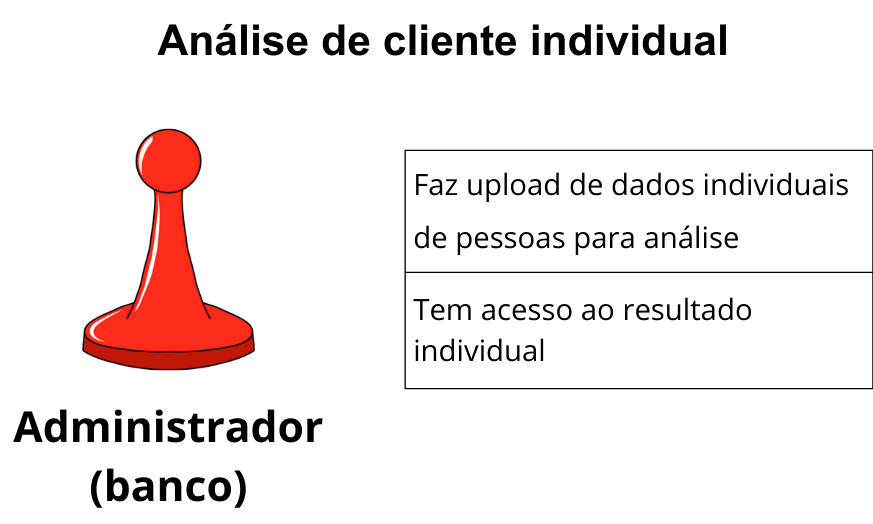 Análise de cliente individual
Faz upload de dados individuais
de pessoas para análise
Tem acesso ao resultado
individual
Administrador
(banco)